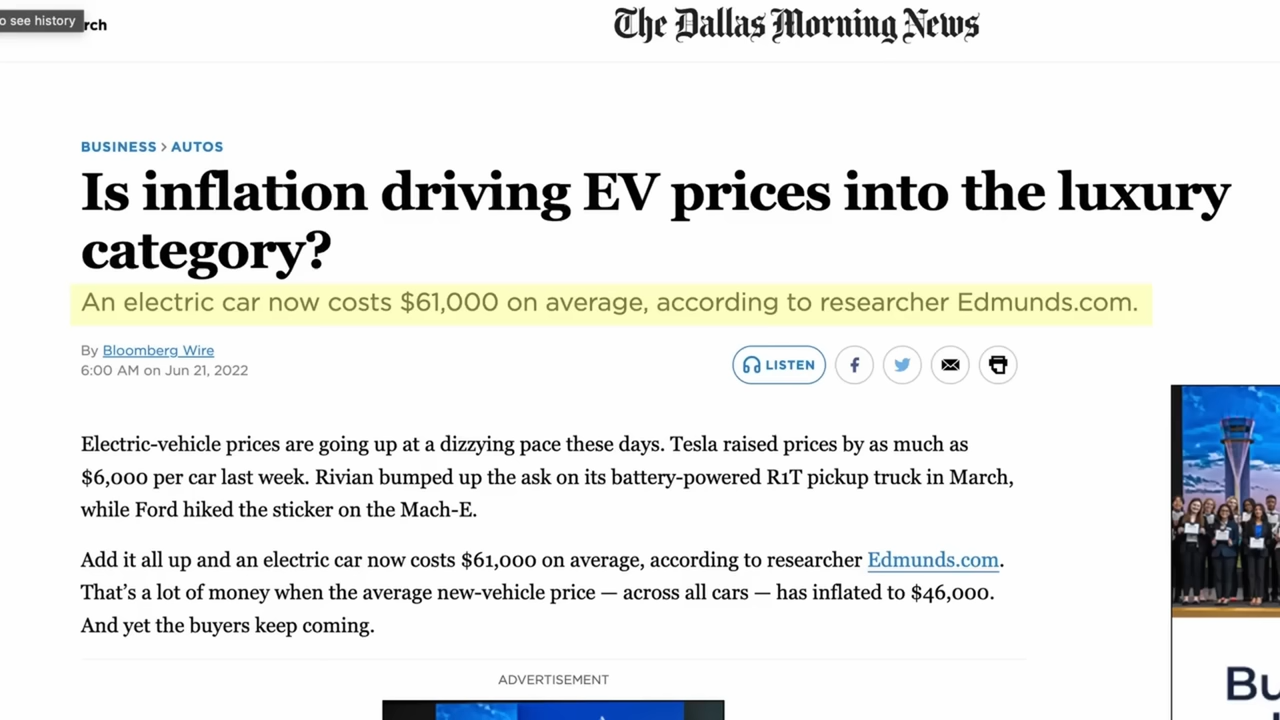 o see history
rch
The Dallas Morning News
BUSINESS > AUTOS
Is inflation driving EV prices into the luxury
category?
An electric car now costs $61,000 on average, according to researcher Edmunds.com.
By Bloomberg Wire
6:00 AM on Jun 21, 2022
LISTEN
Electric-vehicle prices are going up at a dizzying pace these days. Tesla raised prices by as much as
$6,000 per car last week. Rivian bumped up the ask on its battery-powered R1T pickup truck in March,
while Ford hiked the sticker on the Mach-E.
Add it all up and an electric car now costs $61,000 on average, according to researcher Edmunds.com.
That’s a lot of money when the average new-vehicle price — across all cars — has inflated to $46,000.
And yet the buyers keep coming.
ADVERTISEMENT
Bu